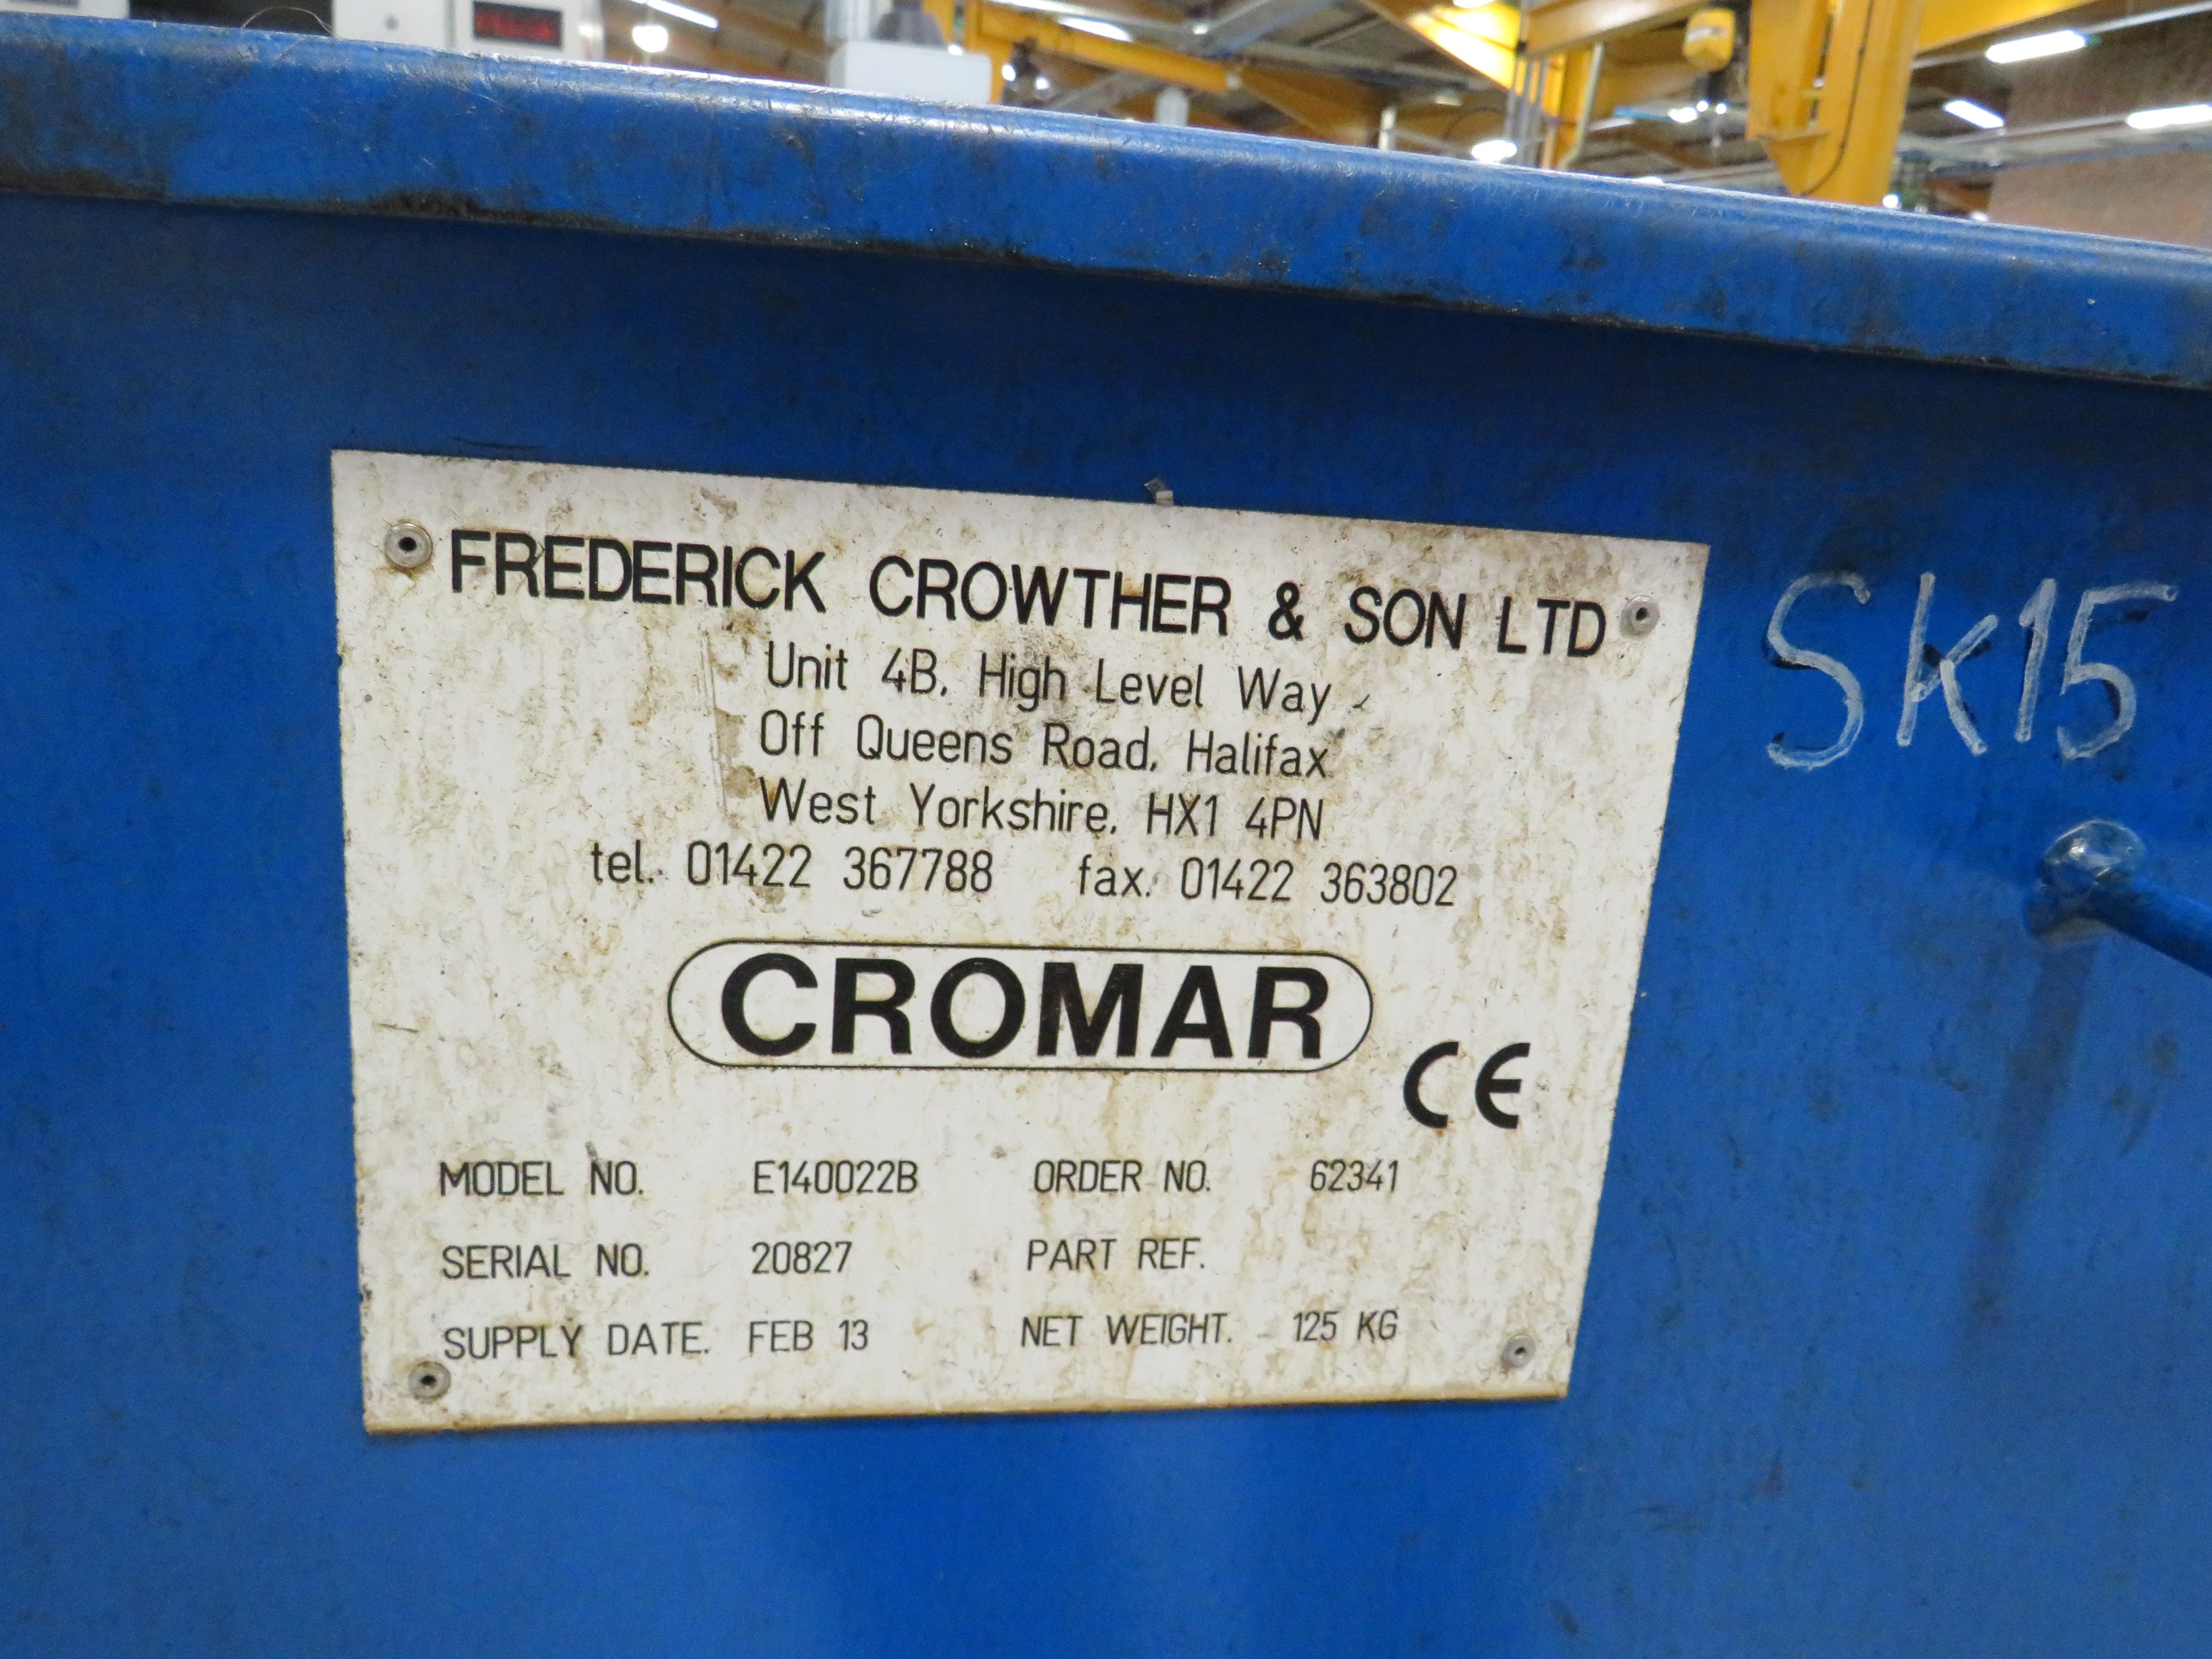 FREDERICK CROWTHER & SON LTD
Unit 4B, High Level Way
Off Queens Road, Halifax
West Yorkshire, HX1 4PN
tel. 01422 367788 fax. 01422 363802
CROMAR
CE
MODEL NO. E140022B ORDER NO. 62341
SERIAL NO. 20827 PART REF.
SUPPLY DATE. FEB 13 NET WEIGHT. 125 KG
SK15